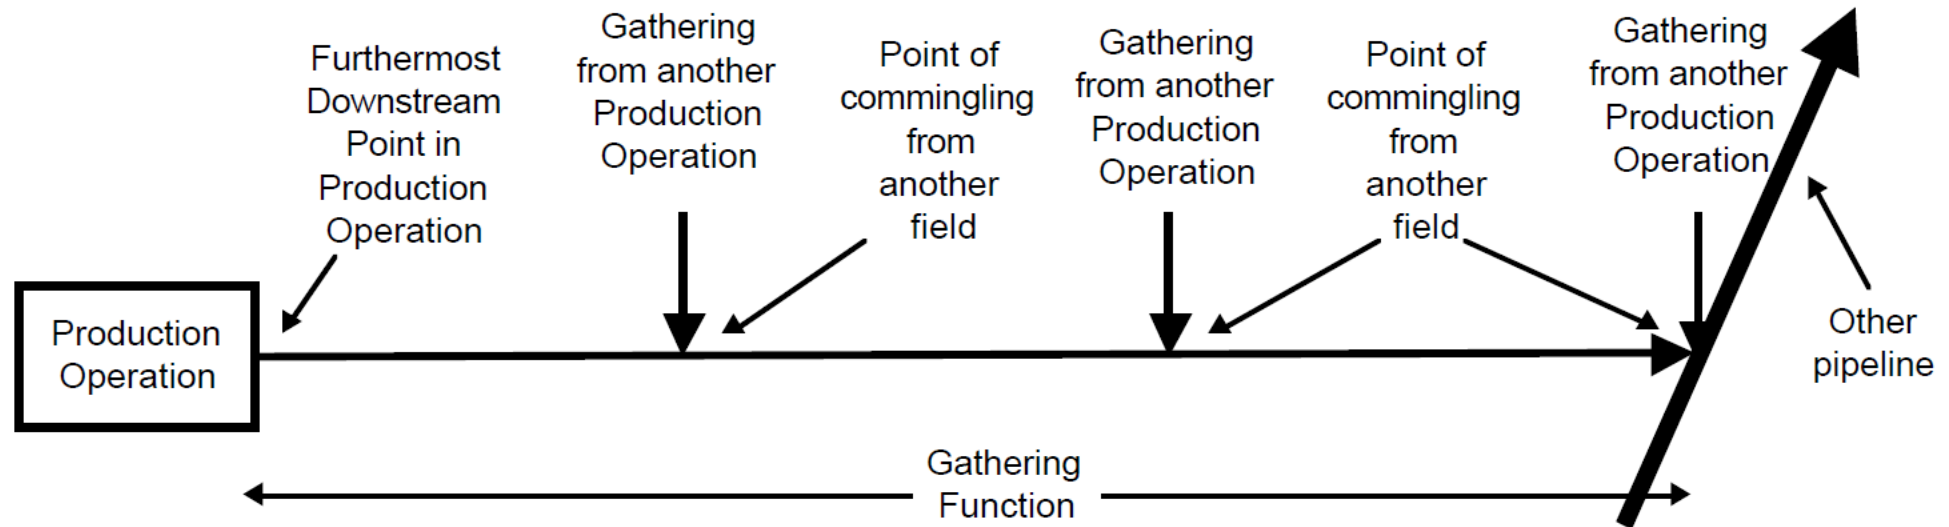 Furthermost
Downstream
Point in
Production
Operation
Gathering
from another
Production
Operation
Point of
commingling
from
another
field
Gathering
from another
Production
Operation
Point of
commingling
from
another
field
Gathering
from another
Production
Operation
Production
Operation
Other
pipeline
Gathering
Function